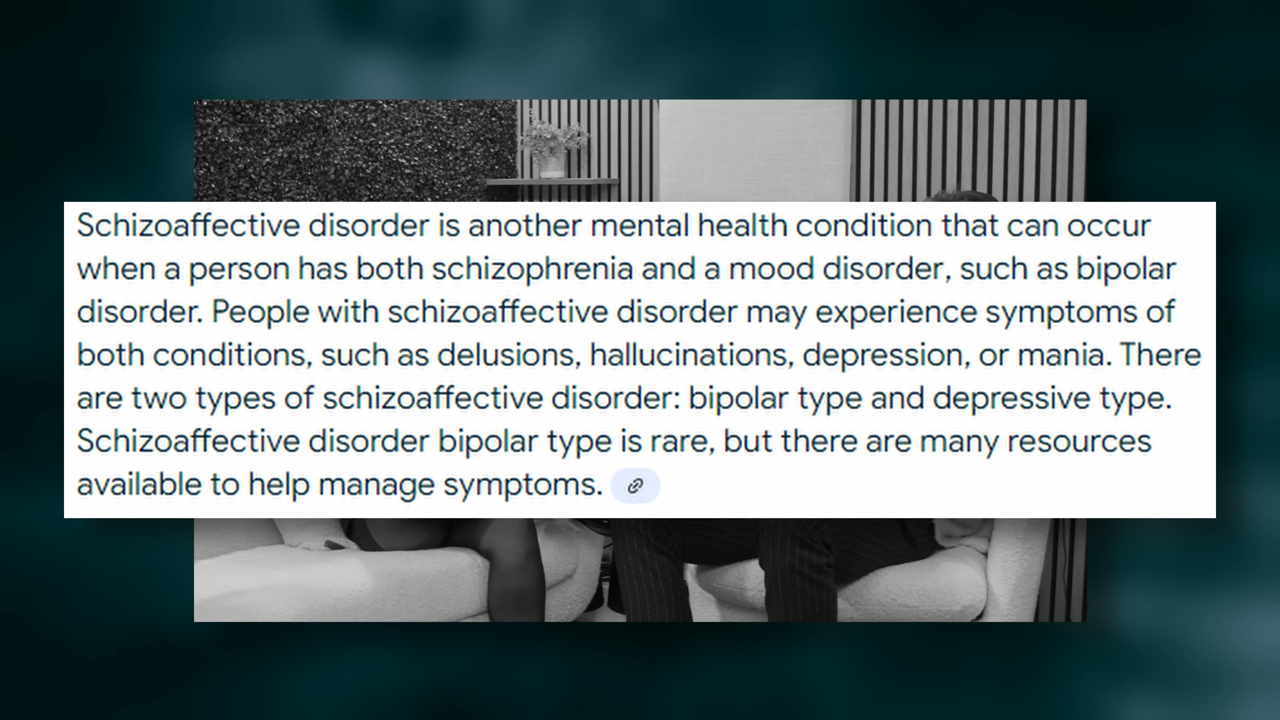 Schizoaffective disorder is another mental health condition that can occur
when a person has both schizophrenia and a mood disorder, such as bipolar
disorder. People with schizoaffective disorder may experience symptoms of
both conditions, such as delusions, hallucinations, depression, or mania. There
are two types of schizoaffective disorder: bipolar type and depressive type.
Schizoaffective disorder bipolar type is rare, but there are many resources
available to help manage symptoms.